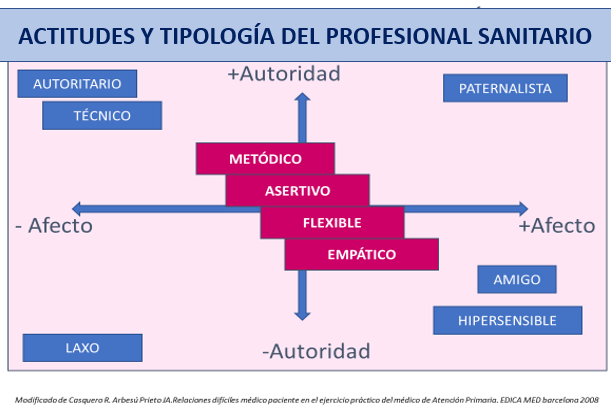 ACTITUDES Y TIPOLOGÍA DEL PROFESIONAL SANITARIO
+Autoridad
AUTORITARIO
PATERNALISTA
TÉCNICO
METÓDICO
ASERTIVO
- Afecto
FLEXIBLE
+Afecto
EMPÁTICO
AMIGO
HIPERSENSIBLE
LAXO
-Autoridad
Modificado de Casquero R. Arbesú Prieto JA.Relaciones difíciles médico paciente en el ejercicio práctico del médico de Atención Primaria. EDICA MED barcelona 2008